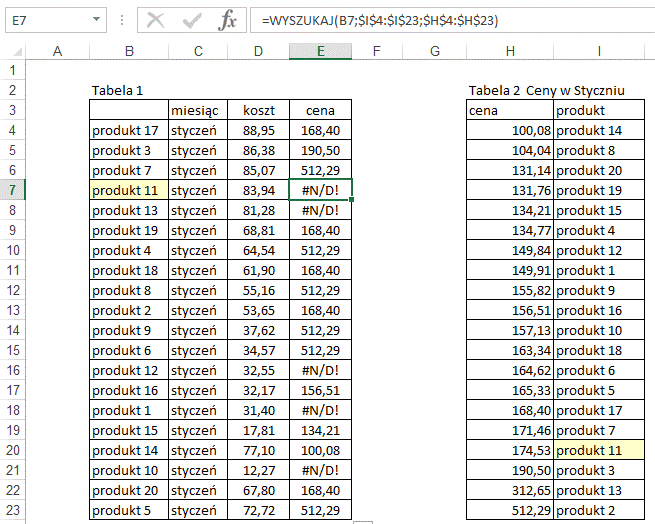 E7 fx =WYSZUKAJ(B7;$I$4:$I$23;$H$4:$H$23)
A B C D E F G H I
1
2 Tabela 1 Tabela 2 Ceny w Styczniu
3 miesiąc koszt cena cena produkt
4 produkt 17 styczeń 88,95 168,40 100,08 produkt 14
5 produkt 3 styczeń 86,38 190,50 104,04 produkt 8
6 produkt 7 styczeń 85,07 512,29 131,14 produkt 20
7 produkt 11 styczeń 83,94 #N/D! 131,76 produkt 19
8 produkt 13 styczeń 81,28 #N/D! 134,21 produkt 15
9 produkt 19 styczeń 68,81 168,40 134,77 produkt 4
10 produkt 4 styczeń 64,54 512,29 149,84 produkt 12
11 produkt 18 styczeń 61,90 168,40 149,91 produkt 1
12 produkt 8 styczeń 55,16 512,29 155,82 produkt 9
13 produkt 2 styczeń 53,65 168,40 156,51 produkt 16
14 produkt 9 styczeń 37,62 512,29 157,13 produkt 10
15 produkt 6 styczeń 34,57 512,29 163,34 produkt 18
16 produkt 12 styczeń 32,55 #N/D! 164,62 produkt 6
17 produkt 16 styczeń 32,17 156,51 165,33 produkt 5
18 produkt 1 styczeń 31,40 #N/D! 168,40 produkt 17
19 produkt 15 styczeń 17,81 134,21 171,46 produkt 7
20 produkt 14 styczeń 77,10 100,08 174,53 produkt 11
21 produkt 10 styczeń 12,27 #N/D! 190,50 produkt 3
22 produkt 20 styczeń 67,80 168,40 312,65 produkt 13
23 produkt 5 styczeń 72,72 512,29 512,29 produkt 2